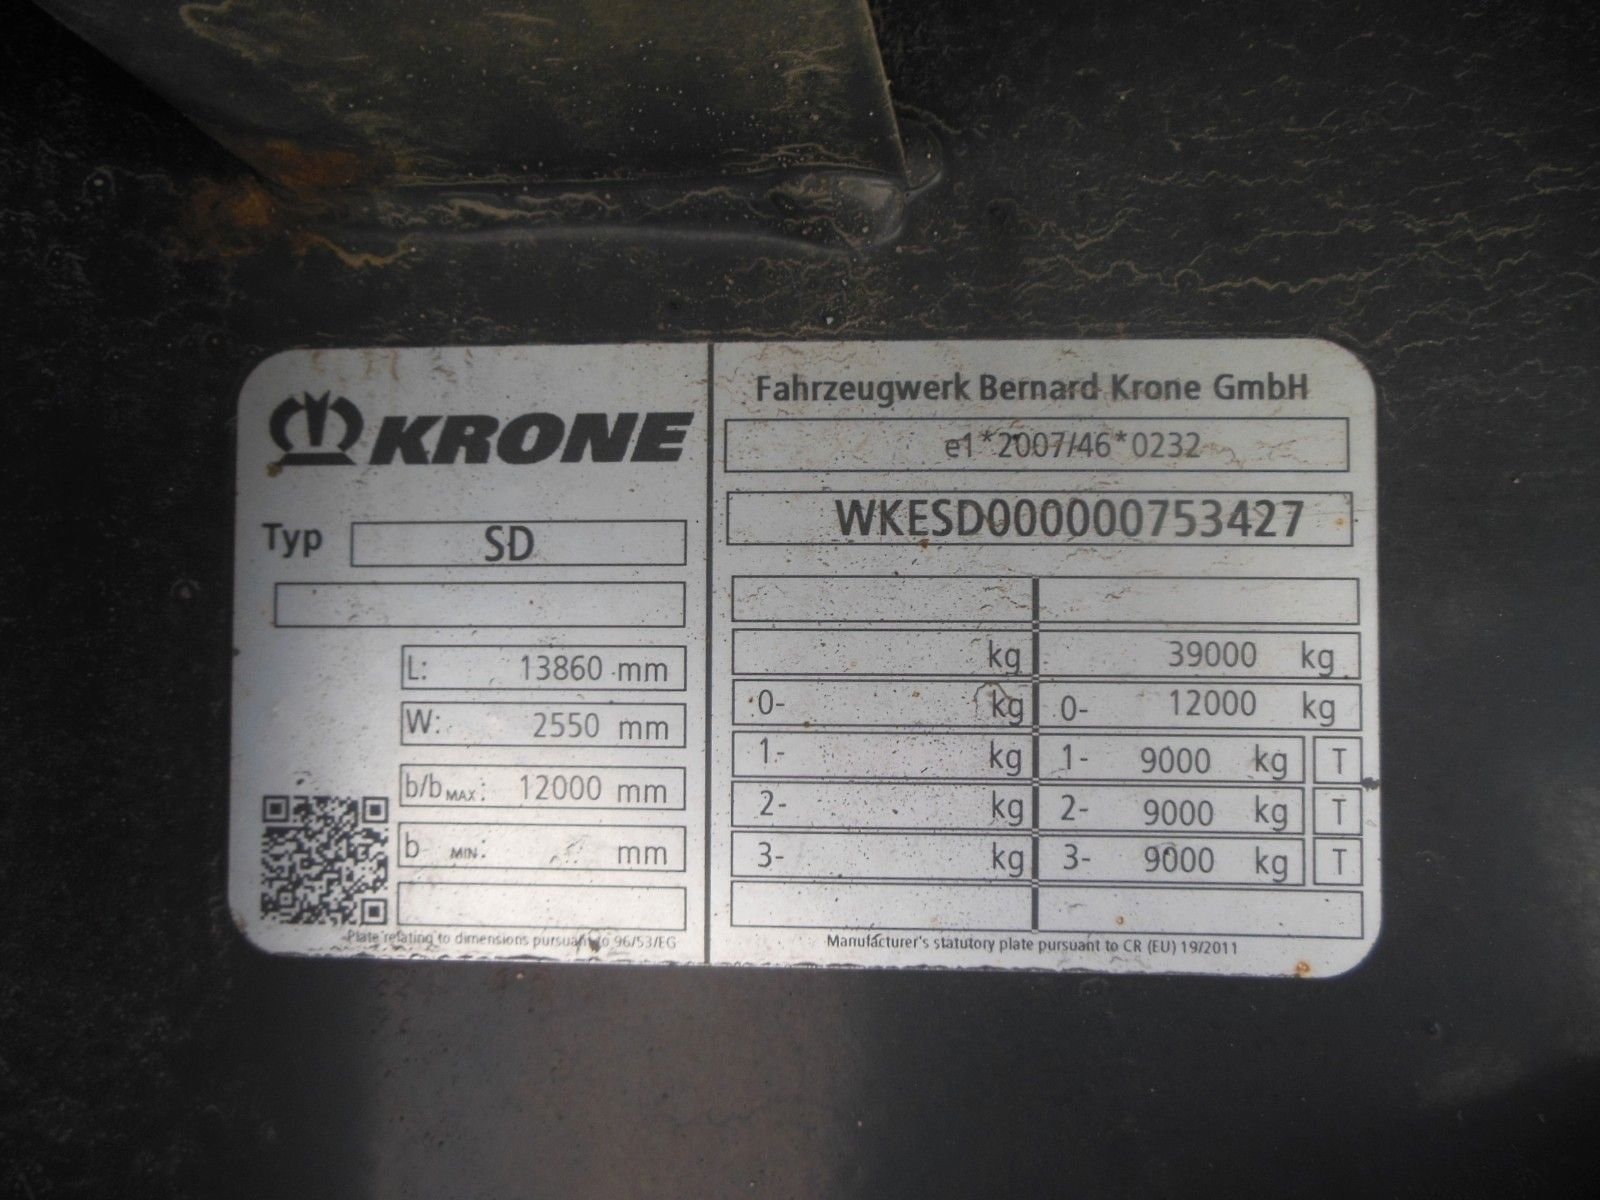 KRONE
Typ SD
L: 13860 mm
W: 2550 mm
b/b MAX: 12000 mm
b MIN: mm
Plate relating to dimensions pursuant to 96/53/EG
Fahrzeugwerk Bernard Krone GmbH
e1*2007/46*0232
WKESD000000753427
kg 39000 kg
0- kg 0- 12000 kg
1- kg 1- 9000 kg T
2- kg 2- 9000 kg T
3- kg 3- 9000 kg T
Manufacturer's statutory plate pursuant to CR (EU) 19/2011